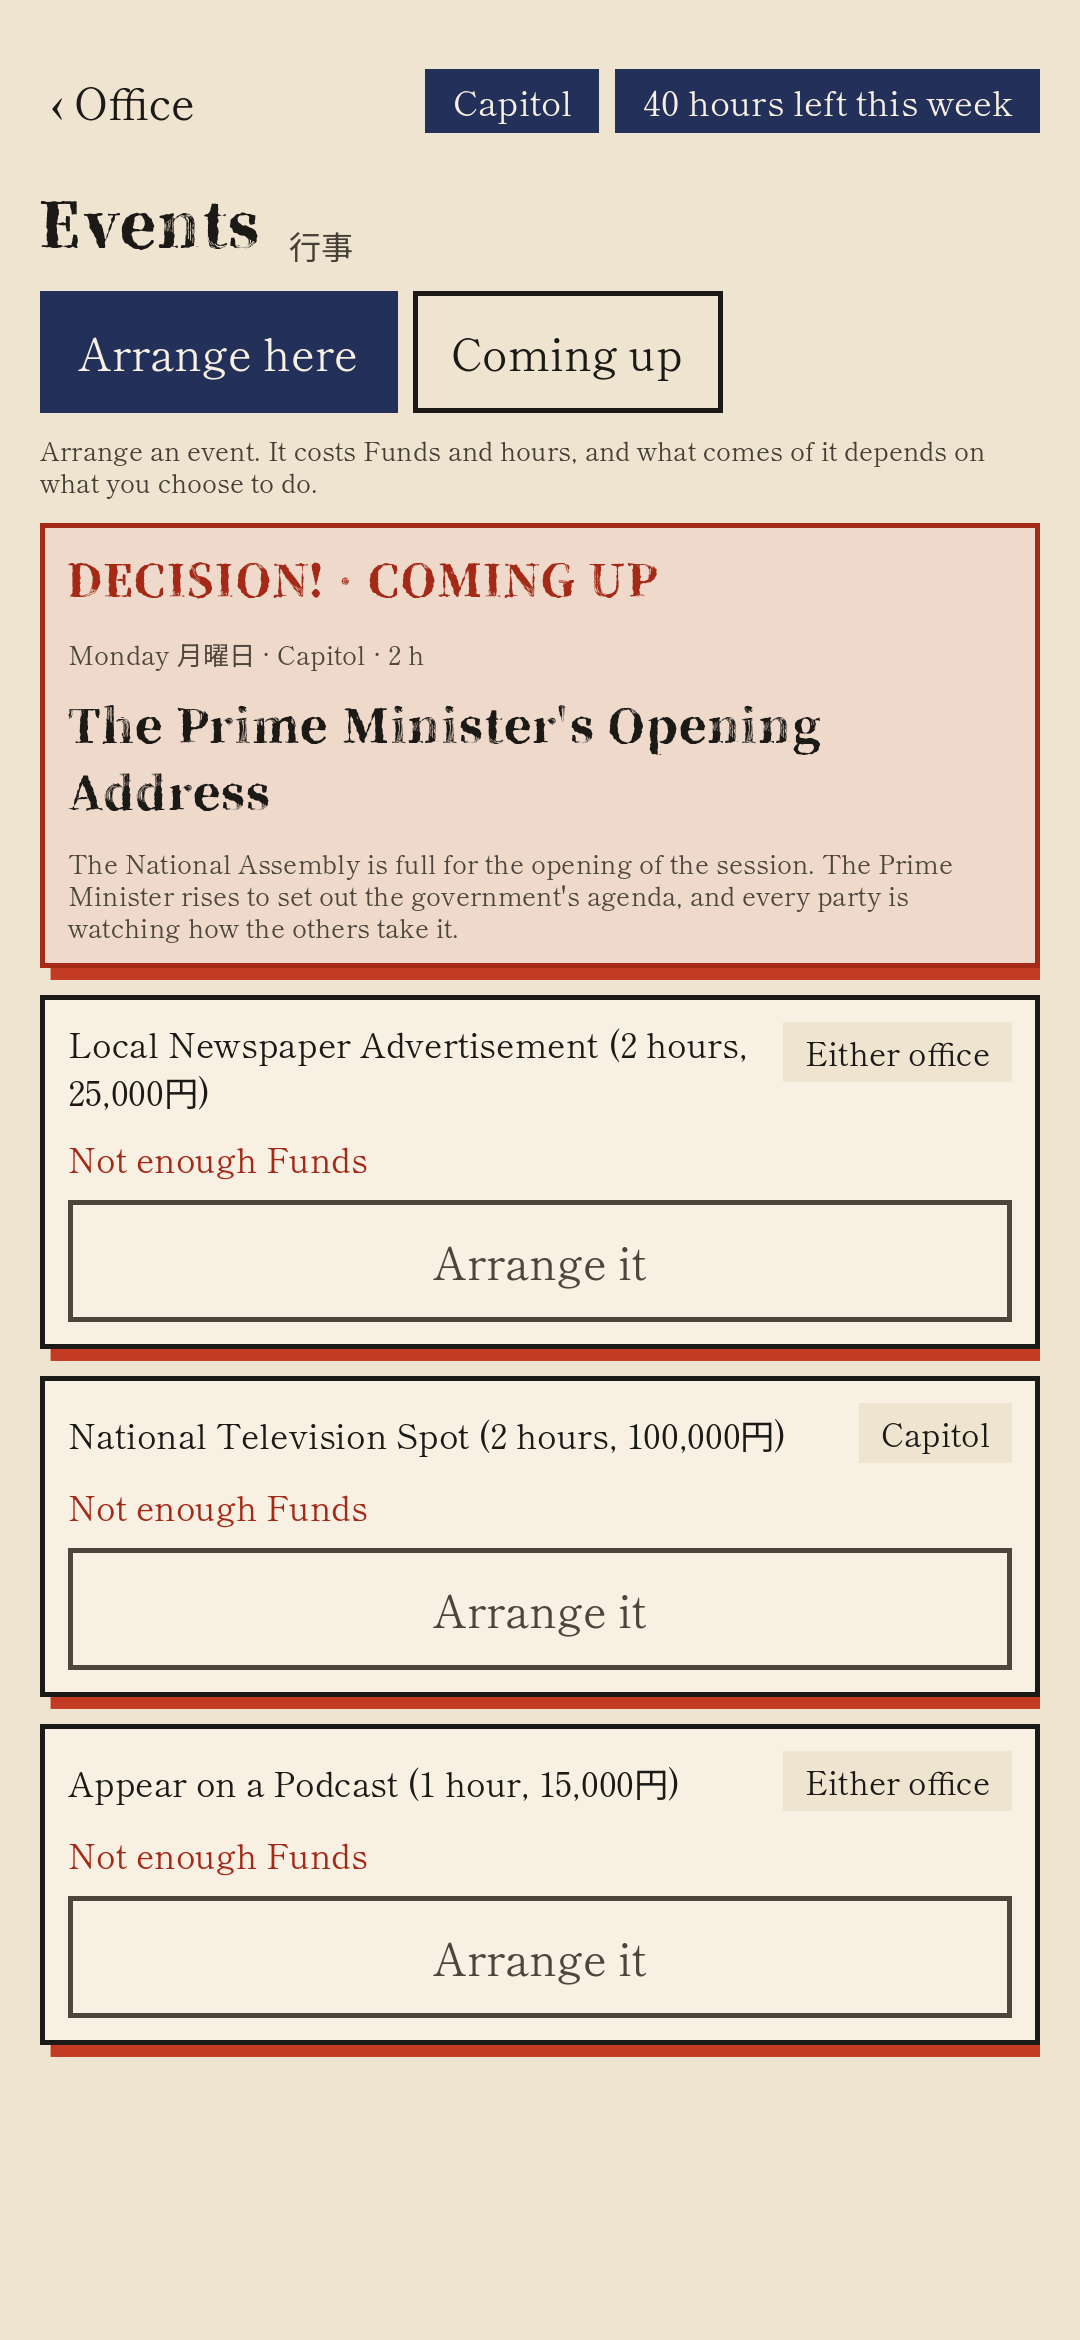 ‹ Office
Capitol
40 hours left this week
Events 行事
Arrange here
Coming up
Arrange an event. It costs Funds and hours, and what comes of it depends on
what you choose to do.
DECISION! · COMING UP
Monday 月曜日 · Capitol · 2 h
The Prime Minister's Opening
Address
The National Assembly is full for the opening of the session. The Prime
Minister rises to set out the government's agenda, and every party is
watching how the others take it.
Local Newspaper Advertisement (2 hours,
25,000円)
Either office
Not enough Funds
Arrange it
National Television Spot (2 hours, 100,000円)
Capitol
Not enough Funds
Arrange it
Appear on a Podcast (1 hour, 15,000円)
Either office
Not enough Funds
Arrange it